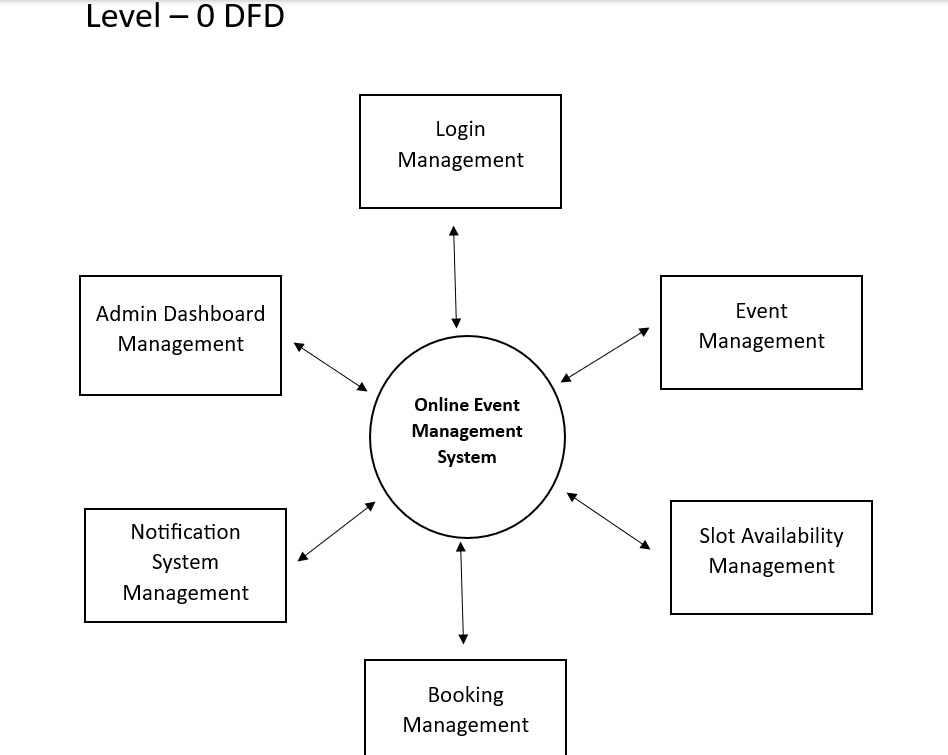 Level – 0 DFD
Login
Management
Admin Dashboard
Management
Event
Management
Online Event
Management
System
Notification
System
Management
Slot Availability
Management
Booking
Management